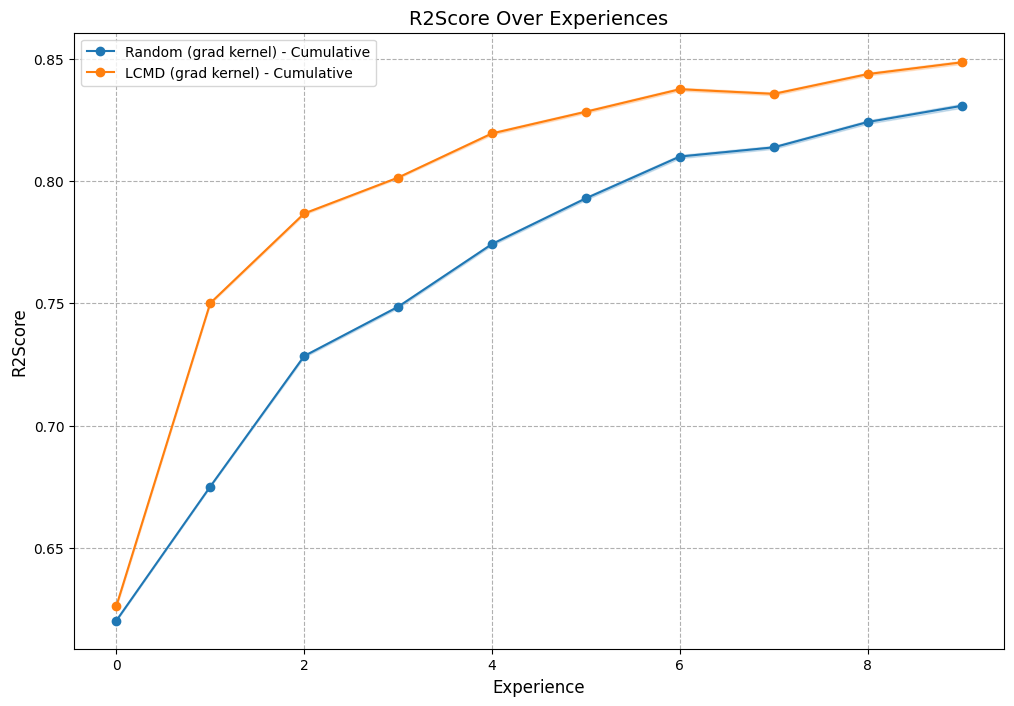 R2Score Over Experiences
Random (grad kernel) - Cumulative
LCMD (grad kernel) - Cumulative
R2Score
0.85
0.80
0.75
0.70
0.65
0 2 4 6 8
Experience